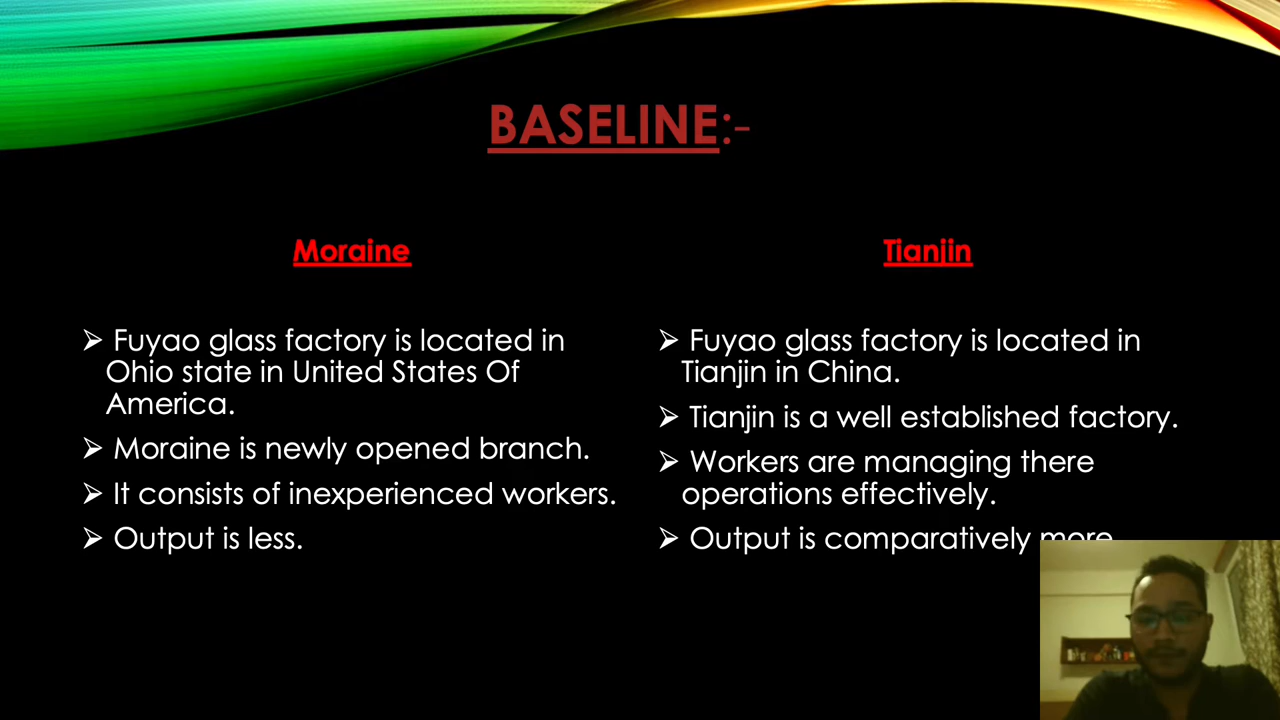 BASELINE:-
Moraine
➢ Fuyao glass factory is located in
Ohio state in United States Of
America.
➢ Moraine is newly opened branch.
➢ It consists of inexperienced workers.
➢ Output is less.
Tianjin
➢ Fuyao glass factory is located in
Tianjin in China.
➢ Tianjin is a well established factory.
➢ Workers are managing there
operations effectively.
➢ Output is comparatively more